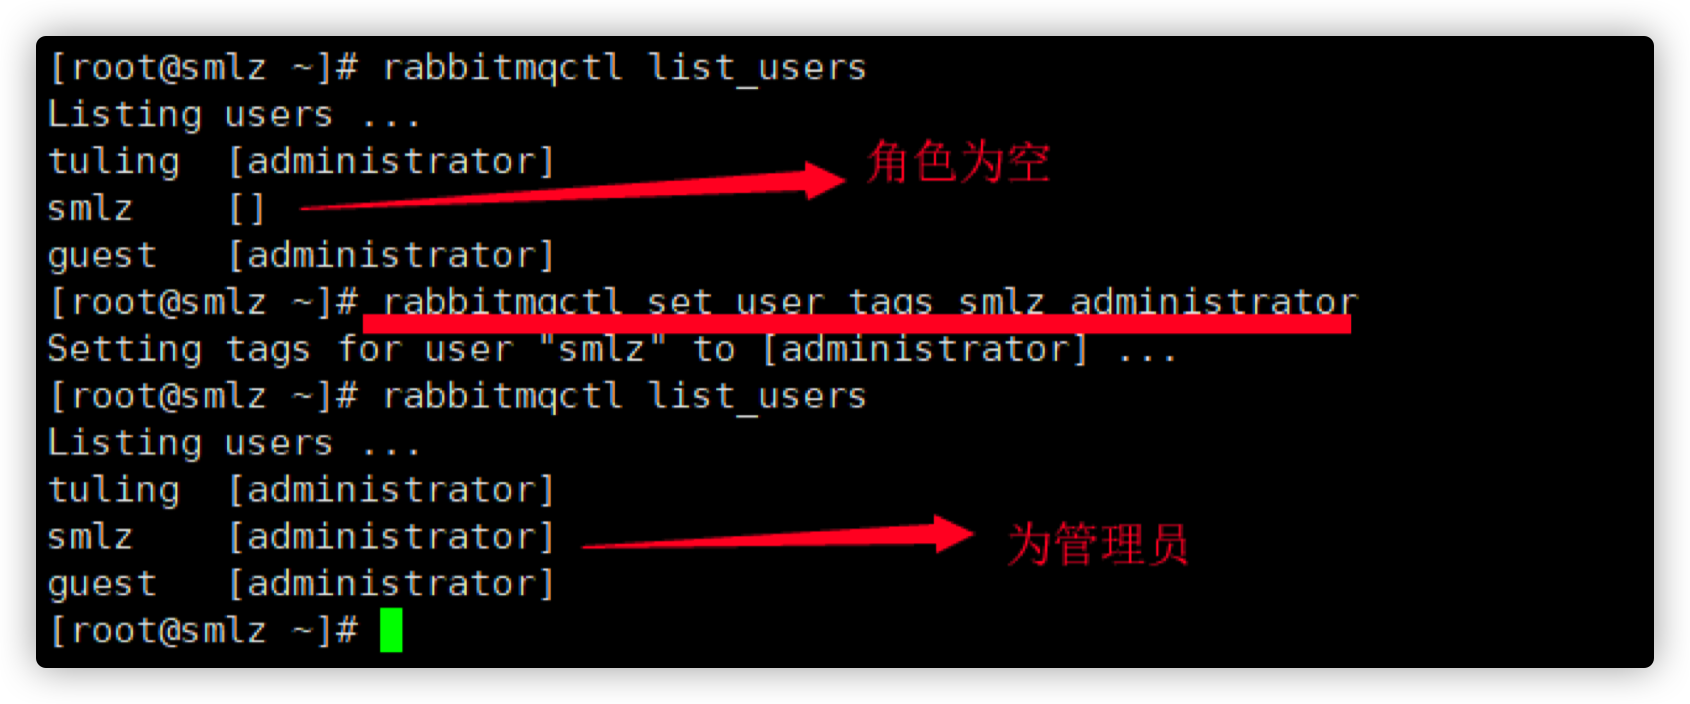 [root@smlz ~]# rabbitmqctl list_users
Listing users ...
tuling [administrator]
角色为空
smlz []
guest [administrator]
[root@smlz ~]# rabbitmqctl set_user_tags smlz administrator
Setting tags for user "smlz" to [administrator] ...
[root@smlz ~]# rabbitmqctl list_users
Listing users ...
tuling [administrator]
smlz [administrator]
为管理员
guest [administrator]
[root@smlz ~]#